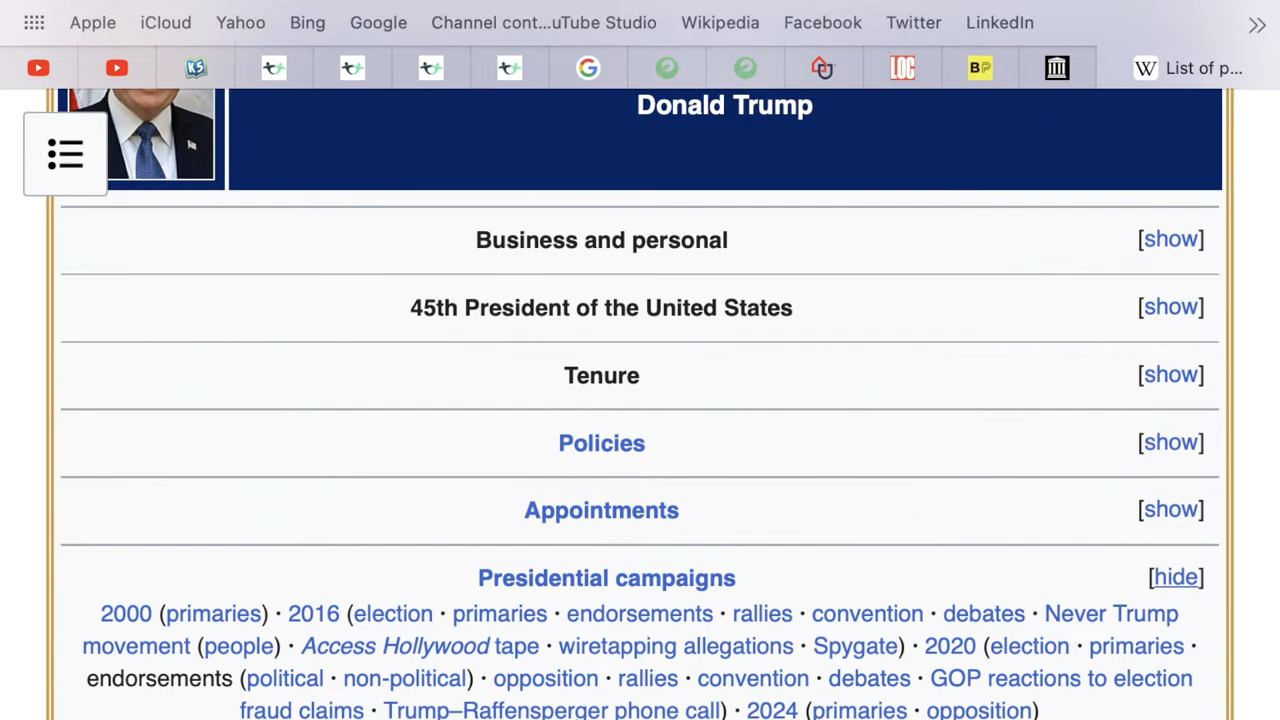 Apple iCloud Yahoo Bing Google Channel cont...uTube Studio Wikipedia Facebook Twitter LinkedIn
K5 LOC BP W List of p...
Donald Trump
Business and personal [show]
45th President of the United States [show]
Tenure [show]
Policies [show]
Appointments [show]
Presidential campaigns [hide]
2000 (primaries) · 2016 (election · primaries · endorsements · rallies · convention · debates · Never Trump
movement (people) · Access Hollywood tape · wiretapping allegations · Spygate) · 2020 (election · primaries ·
endorsements (political · non-political) · opposition · rallies · convention · debates · GOP reactions to election
fraud claims · Trump–Raffensperger phone call) · 2024 (primaries · opposition)